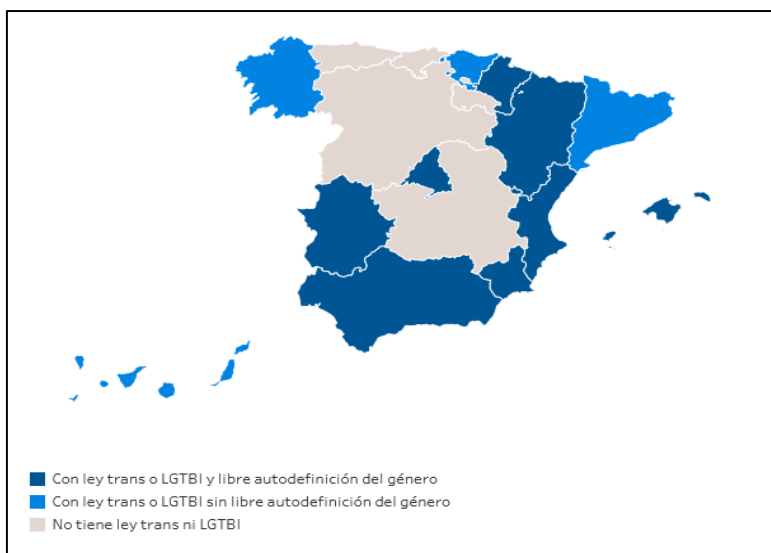 Con ley trans o LGTBI y libre autodefinición del género
Con ley trans o LGTBI sin libre autodefinición del género
No tiene ley trans ni LGTBI